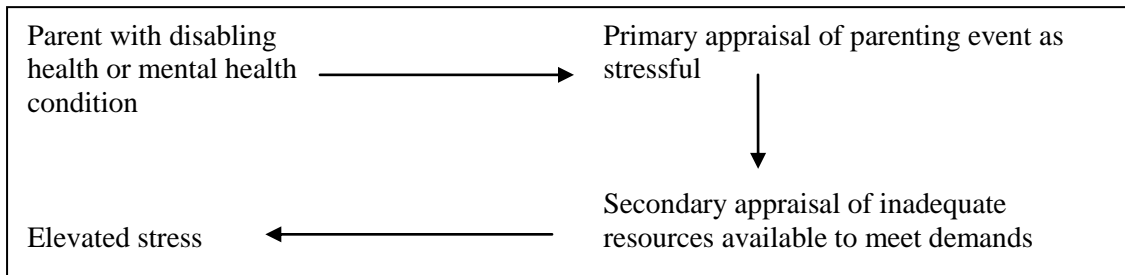 Parent with disabling
health or mental health
condition
Primary appraisal of parenting event as
stressful
Secondary appraisal of inadequate
resources available to meet demands
Elevated stress